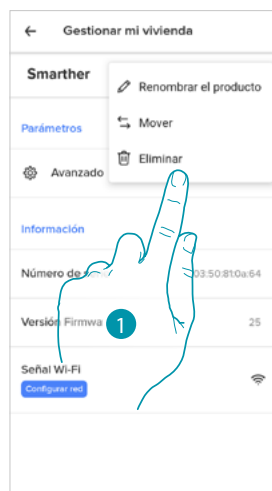 Gestionar mi vivienda
Smarther
Renombrar el producto
Parámetros
Mover
Eliminar
Avanzado
Información
Número de
03:50:81:0a:64
Versión Firmwa
1
25
Señal Wi-Fi
Configurar red